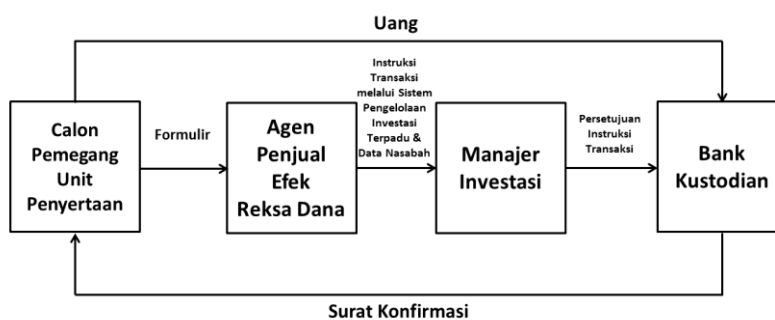 Uang
Calon
Pemegang
Unit
Penyertaan
Formulir
Agen
Penjual
Efek
Reksa Dana
Instruksi
Transaksi
melalui Sistem
Pengelolaan
Investasi
Terpadu &
Data Nasabah
Manajer
Investasi
Persetujuan
Instruksi
Transaksi
Bank
Kustodian
Surat Konfirmasi